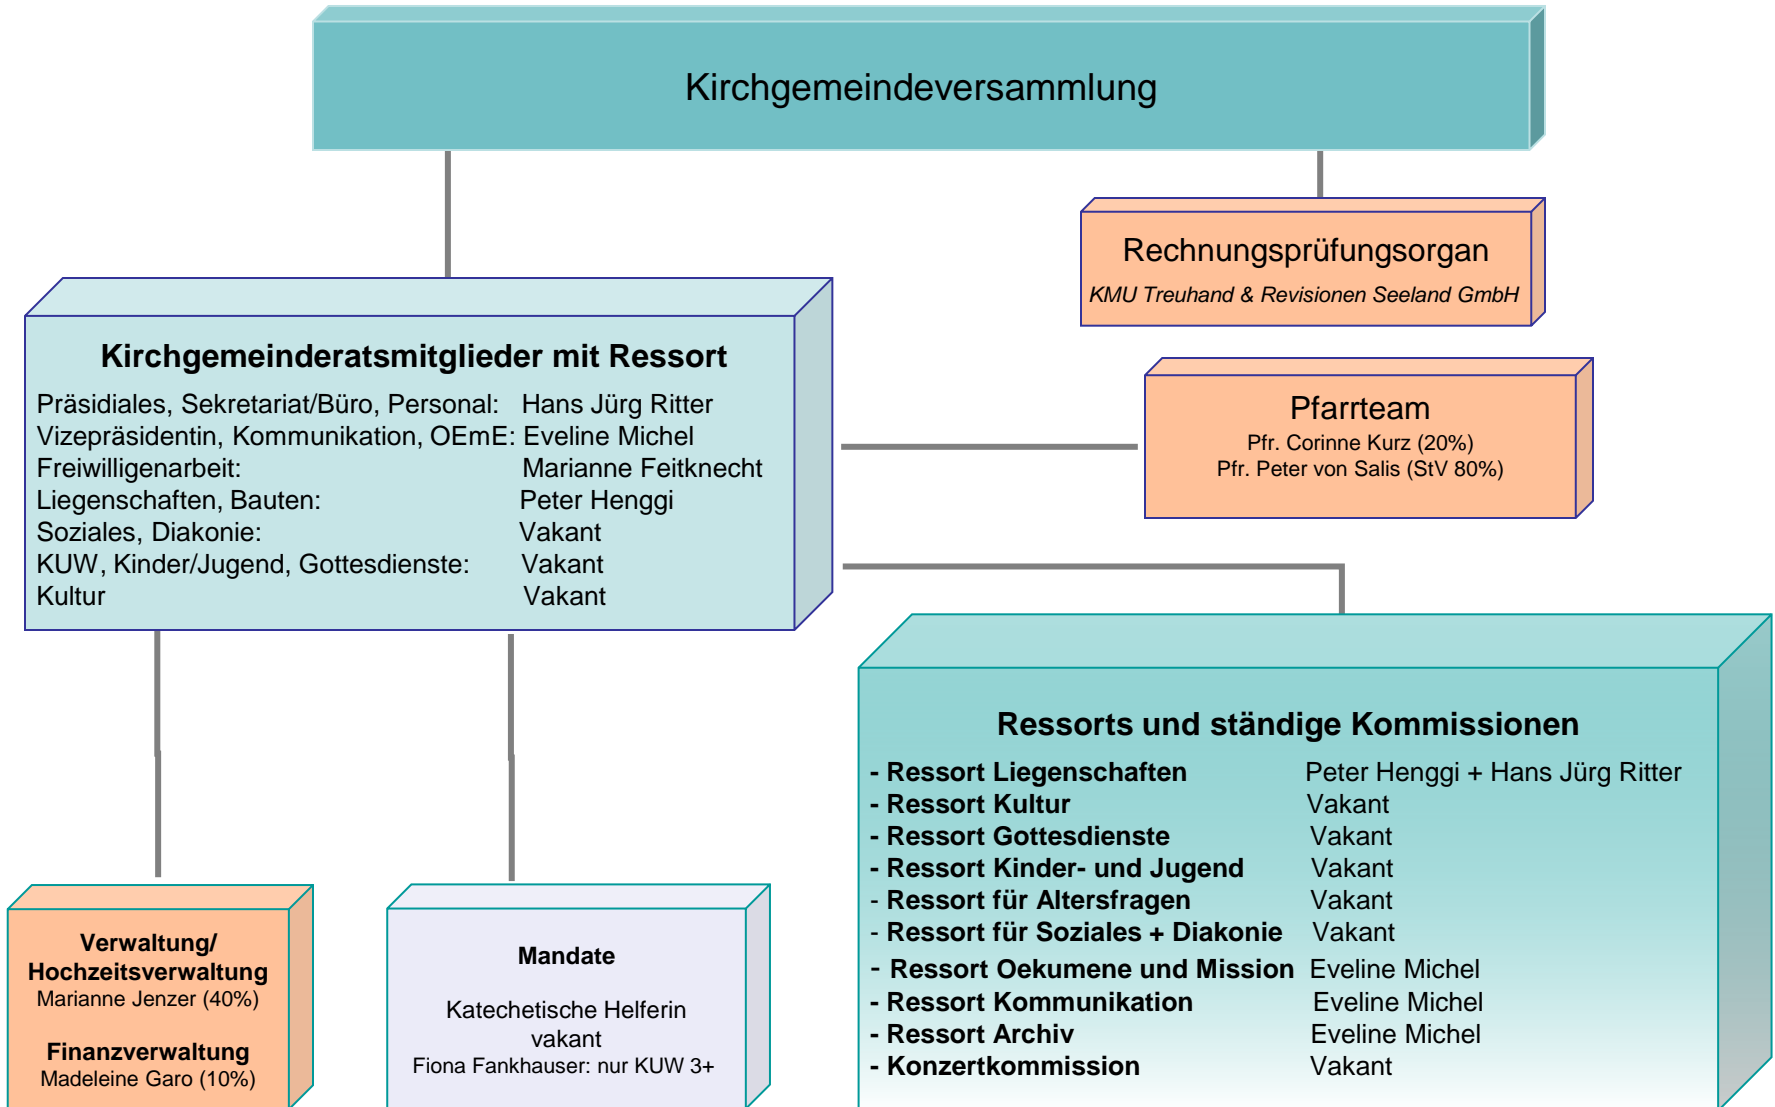 Kirchgemeindeversammlung
Rechnungsprüfungsorgan
KMU Treuhand & Revisionen Seeland GmbH
Kirchgemeinderatsmitglieder mit Ressort
Präsidiales, Sekretariat/Büro, Personal: Hans Jürg Ritter
Vizepräsidentin, Kommunikation, OEmE: Eveline Michel
Freiwilligenarbeit: Marianne Feitknecht
Liegenschaften, Bauten: Peter Henggi
Soziales, Diakonie: Vakant
KUW, Kinder/Jugend, Gottesdienste: Vakant
Kultur Vakant
Pfarrteam
Pfr. Corinne Kurz (20%)
Pfr. Peter von Salis (StV 80%)
Ressorts und ständige Kommissionen
- Ressort Liegenschaften Peter Henggi + Hans Jürg Ritter
- Ressort Kultur Vakant
- Ressort Gottesdienste Vakant
- Ressort Kinder- und Jugend Vakant
- Ressort für Altersfragen Vakant
- Ressort für Soziales + Diakonie Vakant
- Ressort Oekumene und Mission Eveline Michel
- Ressort Kommunikation Eveline Michel
- Ressort Archiv Eveline Michel
- Konzertkommission Vakant
Verwaltung/
Hochzeitsverwaltung
Marianne Jenzer (40%)
Finanzverwaltung
Madeleine Garo (10%)
Mandate
Katechetische Helferin
vakant
Fiona Fankhauser: nur KUW 3+